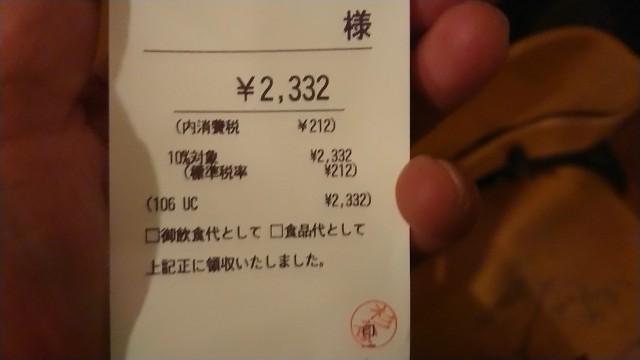 様
¥2,332
(内消費税 ¥212)
10%対象 ¥2,332
(標準税率 ¥212)
(106 UC ¥2,332)
□御飲食代として □食品代として
上記正に領収いたしました。
印